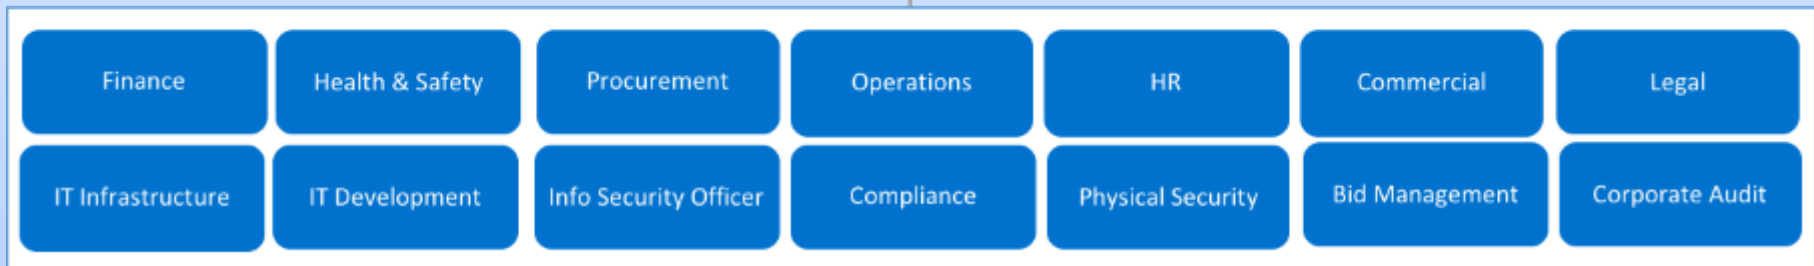 Finance
Health & Safety
Procurement
Operations
HR
Commercial
Legal
IT Infrastructure
IT Development
Info Security Officer
Compliance
Physical Security
Bid Management
Corporate Audit